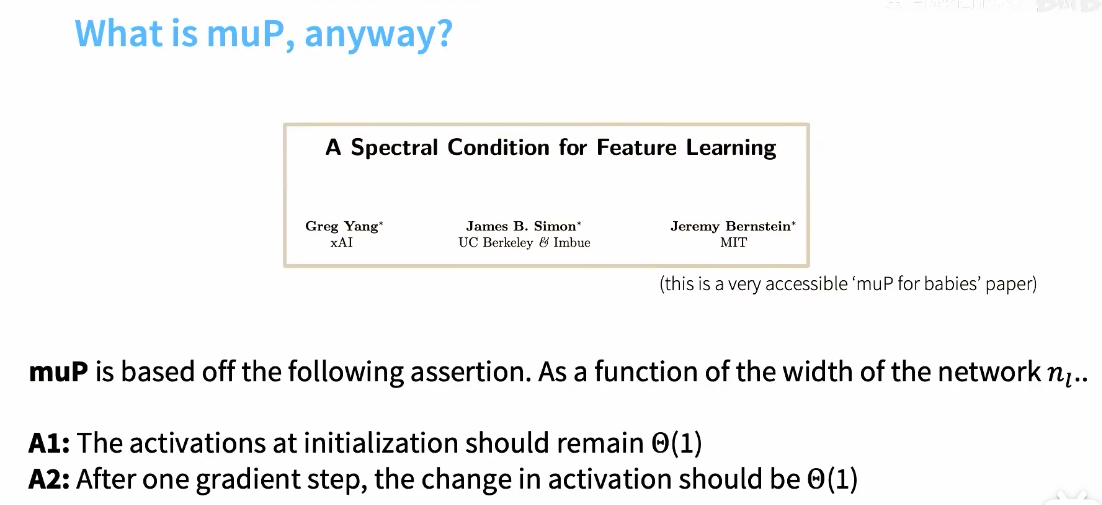 What is muP, anyway?
A Spectral Condition for Feature Learning
Greg Yang* James B. Simon* Jeremy Bernstein*
xAI UC Berkeley & Imbue MIT
(this is a very accessible ‘muP for babies’ paper)
muP is based off the following assertion. As a function of the width of the network nₗ..
A1: The activations at initialization should remain Θ(1)
A2: After one gradient step, the change in activation should be Θ(1)